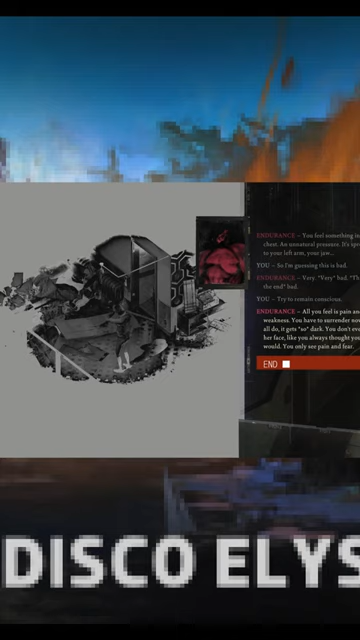 ENDURANCE – You feel something in
chest. An unnatural pressure. It's spre
to your left arm, your jaw...
YOU – So I'm guessing this is bad.
ENDURANCE – Very. "Very" bad. "Th
the end" bad.
YOU – Try to remain conscious.
ENDURANCE – All you feel is pain an
weakness. You have to surrender now
all do, it gets "so" dark. You don't eve
her face, like you always thought you
would. You only see pain and fear.
END
DISCO ELYS